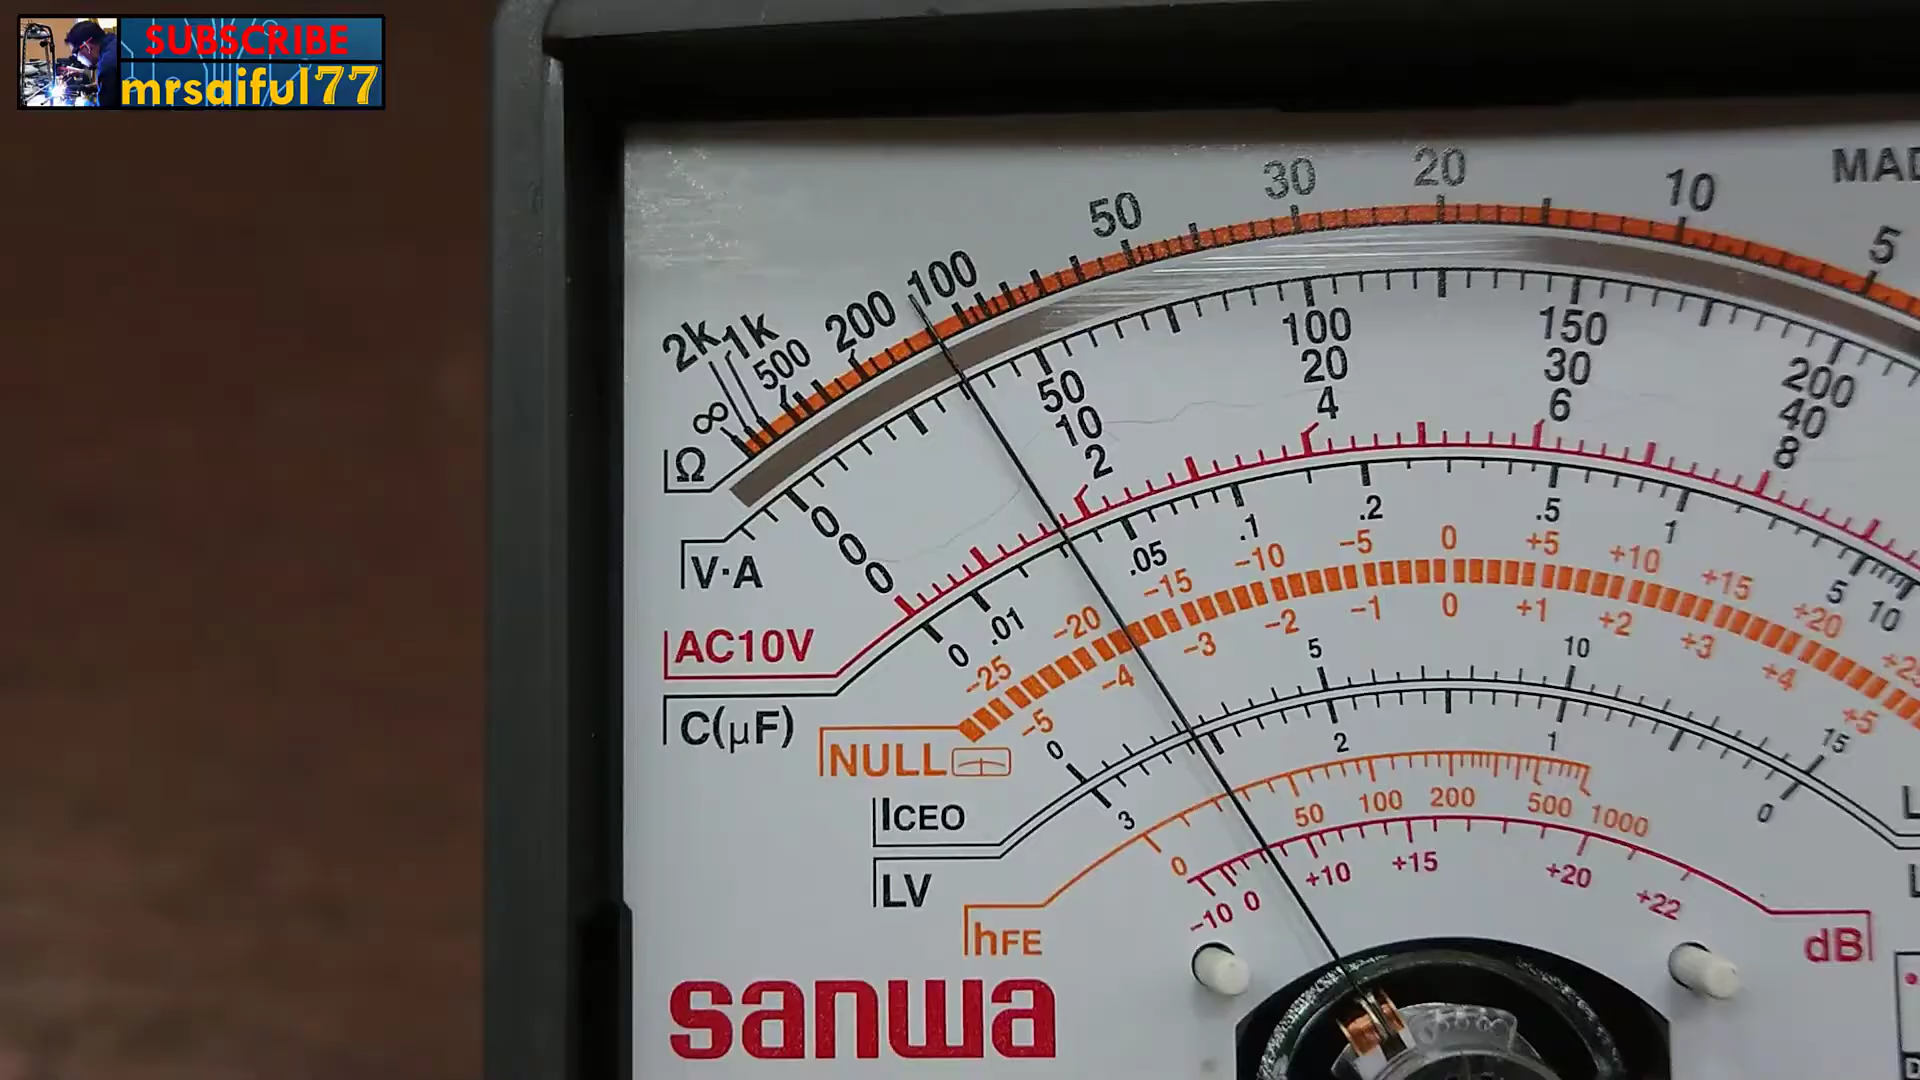 SUBSCRIBE
mrsaiful77
MAD
2k 1k 500 200 100 50 30 20 10 5
∞
Ω
50 100 150 200
0 10 20 30 40
0 2 4 6 8
0
V·A
AC10V
0 .01 .05 .1 .2 .5 1 5 10
C(μF)
−25 −20 −15 −10 −5 0 +5 +10 +15 +20 +25
−5 −4 −3 −2 −1 0 +1 +2 +3 +4 +5
NULL
0 5 10 15
ICEO
3 2 1 0
LV
0 50 100 200 500 1000
hFE
−10 0 +10 +15 +20 +22
dB
sanwa